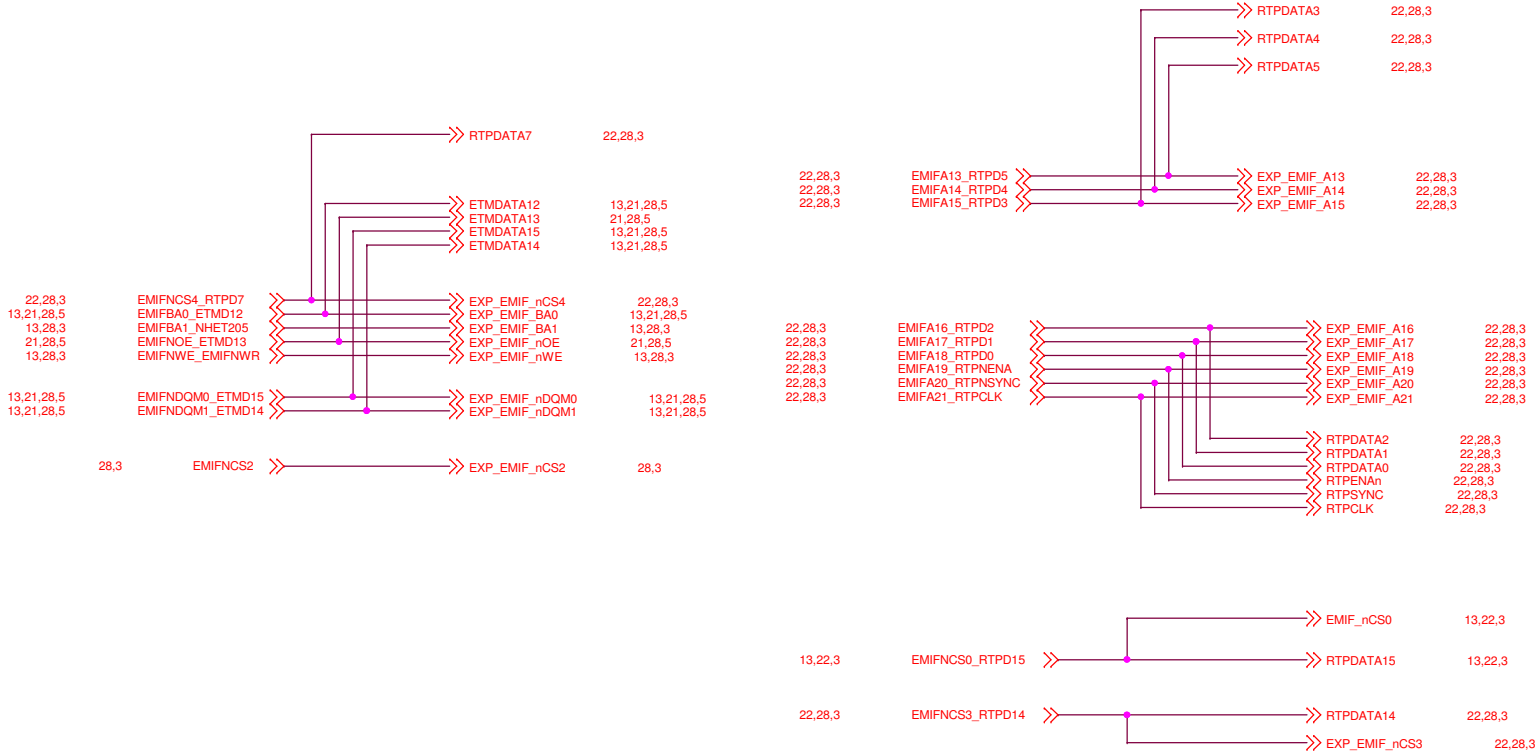 RTPDATA3 22,28,3
RTPDATA4 22,28,3
RTPDATA5 22,28,3
RTPDATA7 22,28,3
22,28,3 EMIFA13_RTPD5 EXP_EMIF_A13 22,28,3
22,28,3 EMIFA14_RTPD4 EXP_EMIF_A14 22,28,3
22,28,3 EMIFA15_RTPD3 EXP_EMIF_A15 22,28,3
ETMDATA12 13,21,28,5
ETMDATA13 21,28,5
ETMDATA15 13,21,28,5
ETMDATA14 13,21,28,5
22,28,3 EMIFNCS4_RTPD7 EXP_EMIF_nCS4 22,28,3
13,21,28,5 EMIFBA0_ETMD12 EXP_EMIF_BA0 13,21,28,5
13,28,3 EMIFBA1_NHET205 EXP_EMIF_BA1 13,28,3
21,28,5 EMIFNOE_ETMD13 EXP_EMIF_nOE 21,28,5
13,28,3 EMIFNWE_EMIFNWR EXP_EMIF_nWE 13,28,3
13,21,28,5 EMIFNDQM0_ETMD15 EXP_EMIF_nDQM0 13,21,28,5
13,21,28,5 EMIFNDQM1_ETMD14 EXP_EMIF_nDQM1 13,21,28,5
28,3 EMIFNCS2 EXP_EMIF_nCS2 28,3
22,28,3 EMIFA16_RTPD2 EXP_EMIF_A16 22,28,3
22,28,3 EMIFA17_RTPD1 EXP_EMIF_A17 22,28,3
22,28,3 EMIFA18_RTPD0 EXP_EMIF_A18 22,28,3
22,28,3 EMIFA19_RTPNENA EXP_EMIF_A19 22,28,3
22,28,3 EMIFA20_RTPNSYNC EXP_EMIF_A20 22,28,3
22,28,3 EMIFA21_RTPCLK EXP_EMIF_A21 22,28,3
RTPDATA2 22,28,3
RTPDATA1 22,28,3
RTPDATA0 22,28,3
RTPENAn 22,28,3
RTPSYNC 22,28,3
RTPCLK 22,28,3
EMIF_nCS0 13,22,3
13,22,3 EMIFNCS0_RTPD15 RTPDATA15 13,22,3
22,28,3 EMIFNCS3_RTPD14 RTPDATA14 22,28,3
EXP_EMIF_nCS3 22,28,3